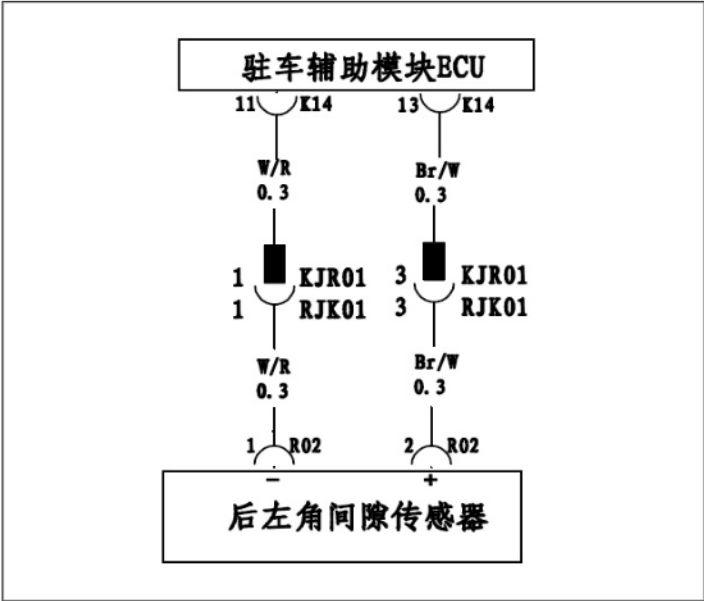 驻车辅助模块ECU
11 K14 13 K14
W/R Br/W
0.3 0.3
1 KJR01 3 KJR01
1 RJK01 3 RJK01
W/R Br/W
0.3 0.3
1 R02 2 R02
- +
后左角间隙传感器